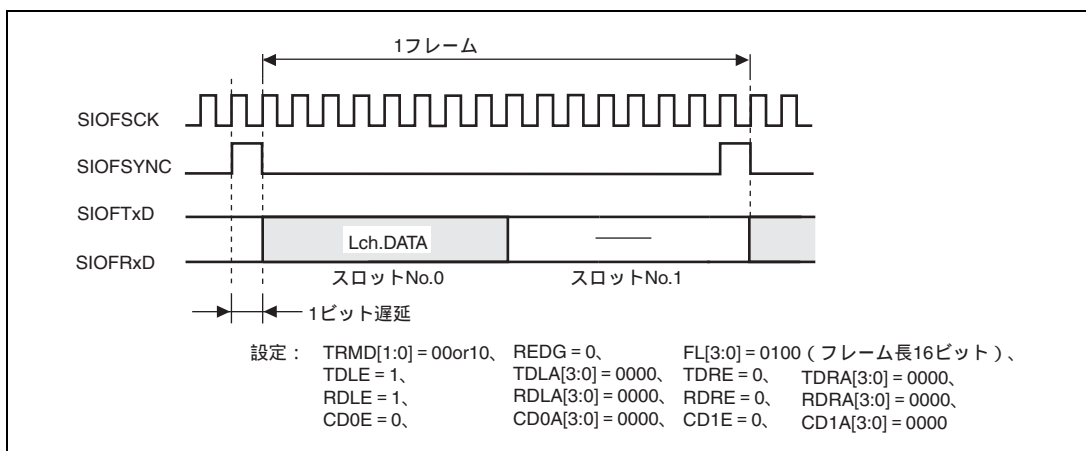 1フレーム
SIOFSCK
SIOFSYNC
SIOFTxD
Lch.DATA
SIOFRxD
スロットNo.0 スロットNo.1
1ビット遅延
設定： TRMD[1:0] = 00or10、 REDG = 0、 FL[3:0] = 0100（フレーム長16ビット）、
TDLE = 1、 TDLA[3:0] = 0000、 TDRE = 0、 TDRA[3:0] = 0000、
RDLE = 1、 RDLA[3:0] = 0000、 RDRE = 0、 RDRA[3:0] = 0000、
CD0E = 0、 CD0A[3:0] = 0000、 CD1E = 0、 CD1A[3:0] = 0000